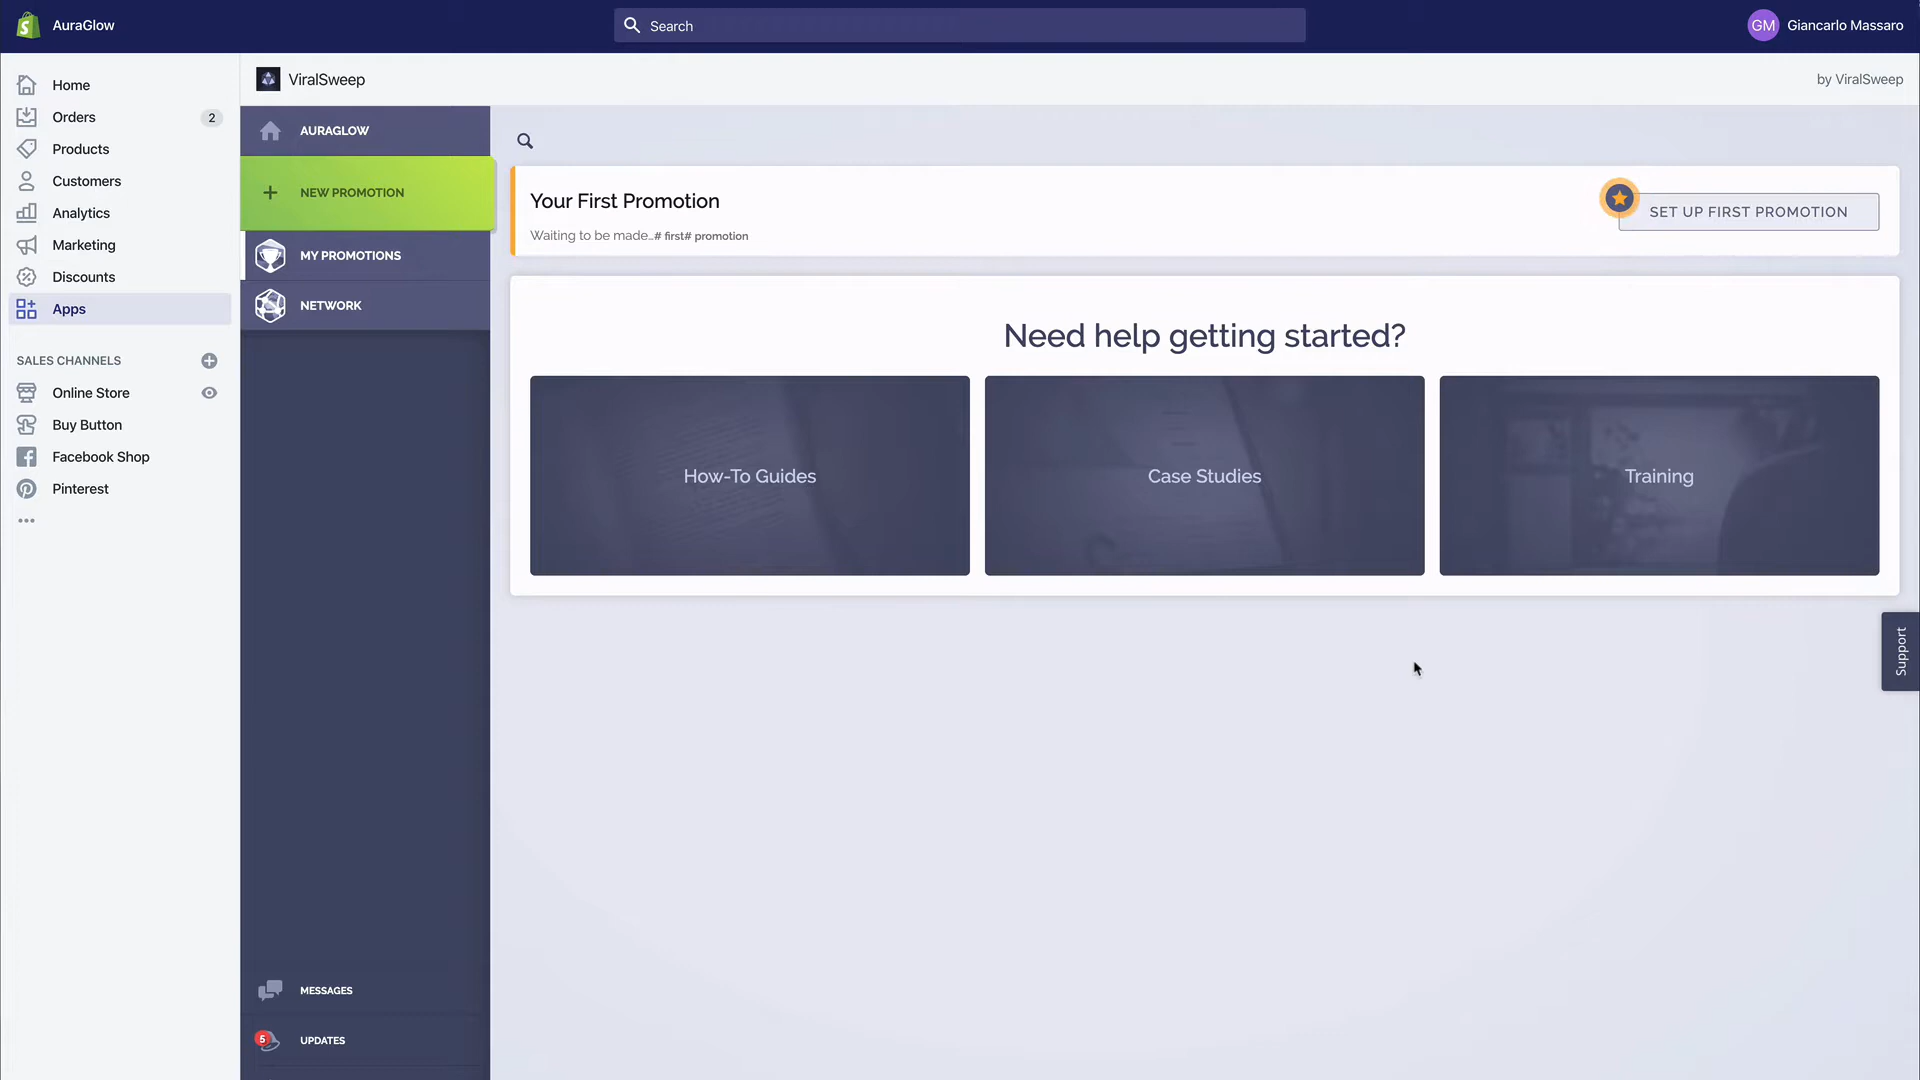 AuraGlow
Search
GM
Giancarlo Massaro
Home
Orders
2
Products
Customers
Analytics
Marketing
Discounts
Apps
SALES CHANNELS
Online Store
Buy Button
Facebook Shop
Pinterest
ViralSweep
by ViralSweep
AURAGLOW
NEW PROMOTION
MY PROMOTIONS
NETWORK
MESSAGES
5
UPDATES
Your First Promotion
Waiting to be made...# first# promotion
SET UP FIRST PROMOTION
Need help getting started?
How-To Guides
Case Studies
Training
Support